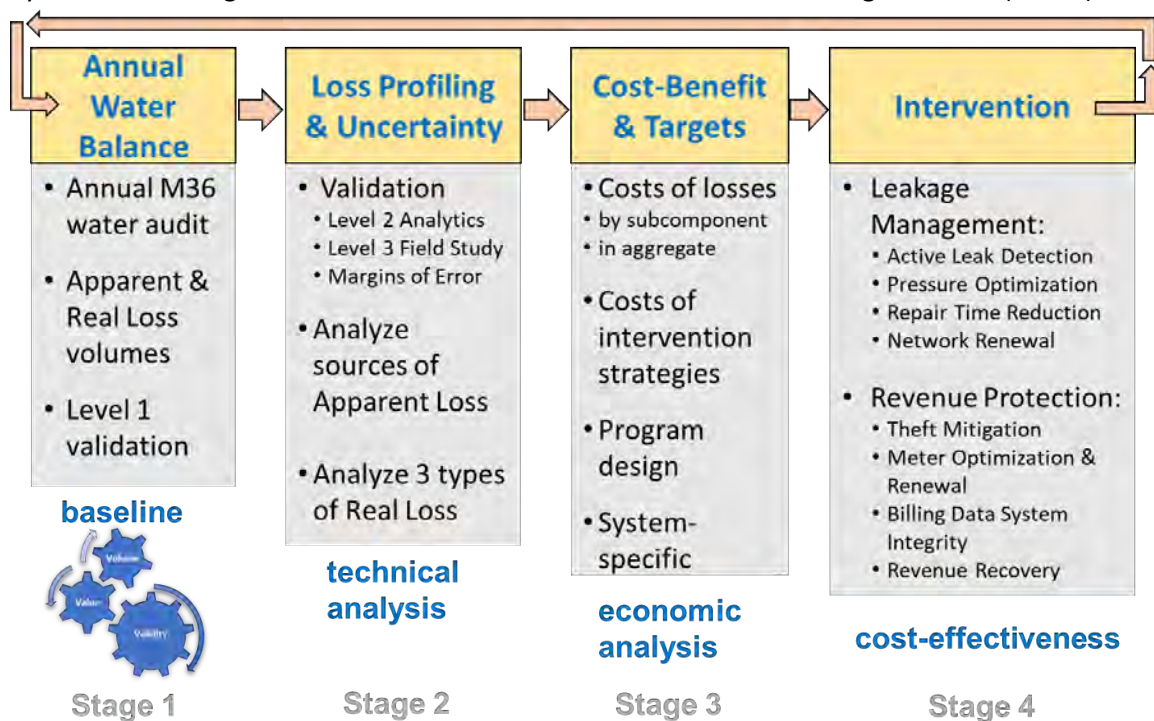 Annual
Water
Balance
• Annual M36
water audit
• Apparent &
Real Loss
volumes
• Level 1
validation
baseline
Volume
Value
Validity
Stage 1
Loss Profiling
& Uncertainty
• Validation
• Level 2 Analytics
• Level 3 Field Study
• Margins of Error
• Analyze
sources of
Apparent Loss
• Analyze 3 types
of Real Loss
technical
analysis
Stage 2
Cost-Benefit
& Targets
• Costs of losses
• by subcomponent
• in aggregate
• Costs of
intervention
strategies
• Program
design
• System-
specific
economic
analysis
Stage 3
Intervention
• Leakage
Management:
• Active Leak Detection
• Pressure Optimization
• Repair Time Reduction
• Network Renewal
• Revenue Protection:
• Theft Mitigation
• Meter Optimization &
Renewal
• Billing Data System
Integrity
• Revenue Recovery
cost-effectiveness
Stage 4